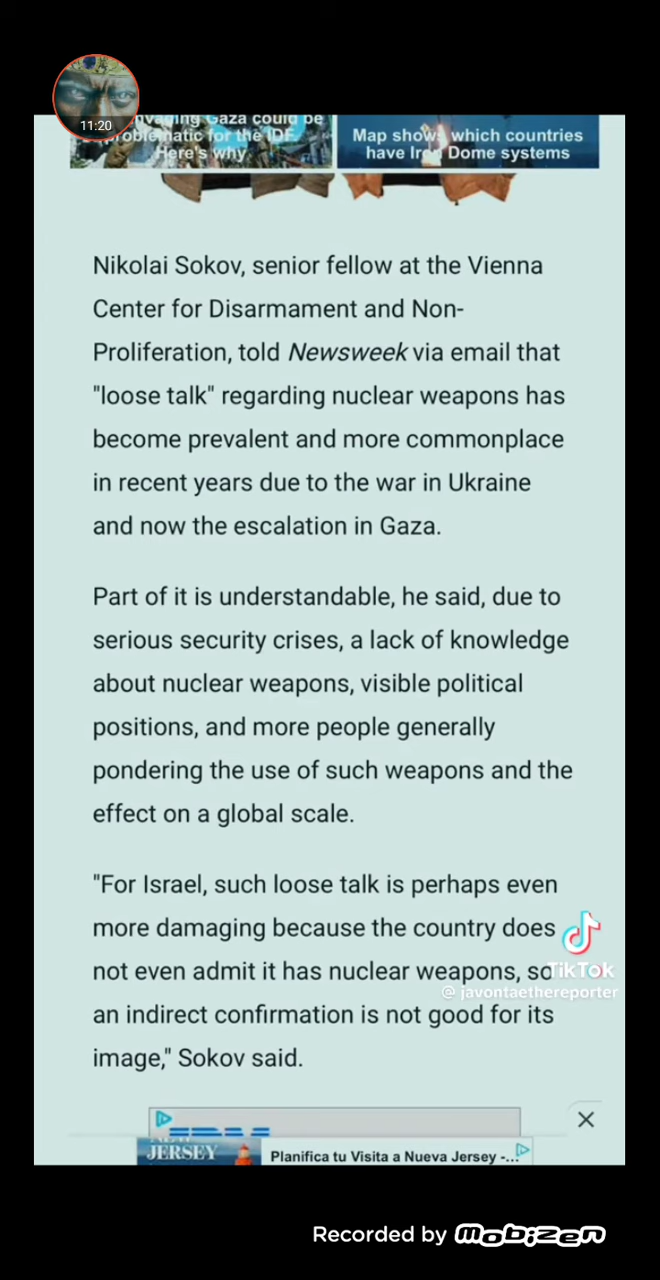 11:20
nvading Gaza could be
problematic for the IDF.
Here's why
Map shows which countries
have Iron Dome systems
Nikolai Sokov, senior fellow at the Vienna
Center for Disarmament and Non-
Proliferation, told Newsweek via email that
"loose talk" regarding nuclear weapons has
become prevalent and more commonplace
in recent years due to the war in Ukraine
and now the escalation in Gaza.
Part of it is understandable, he said, due to
serious security crises, a lack of knowledge
about nuclear weapons, visible political
positions, and more people generally
pondering the use of such weapons and the
effect on a global scale.
"For Israel, such loose talk is perhaps even
more damaging because the country does
not even admit it has nuclear weapons, so
an indirect confirmation is not good for its
image," Sokov said.
TikTok
@ javontaethereporter
JERSEY
Planifica tu Visita a Nueva Jersey -...
Recorded by mobizen